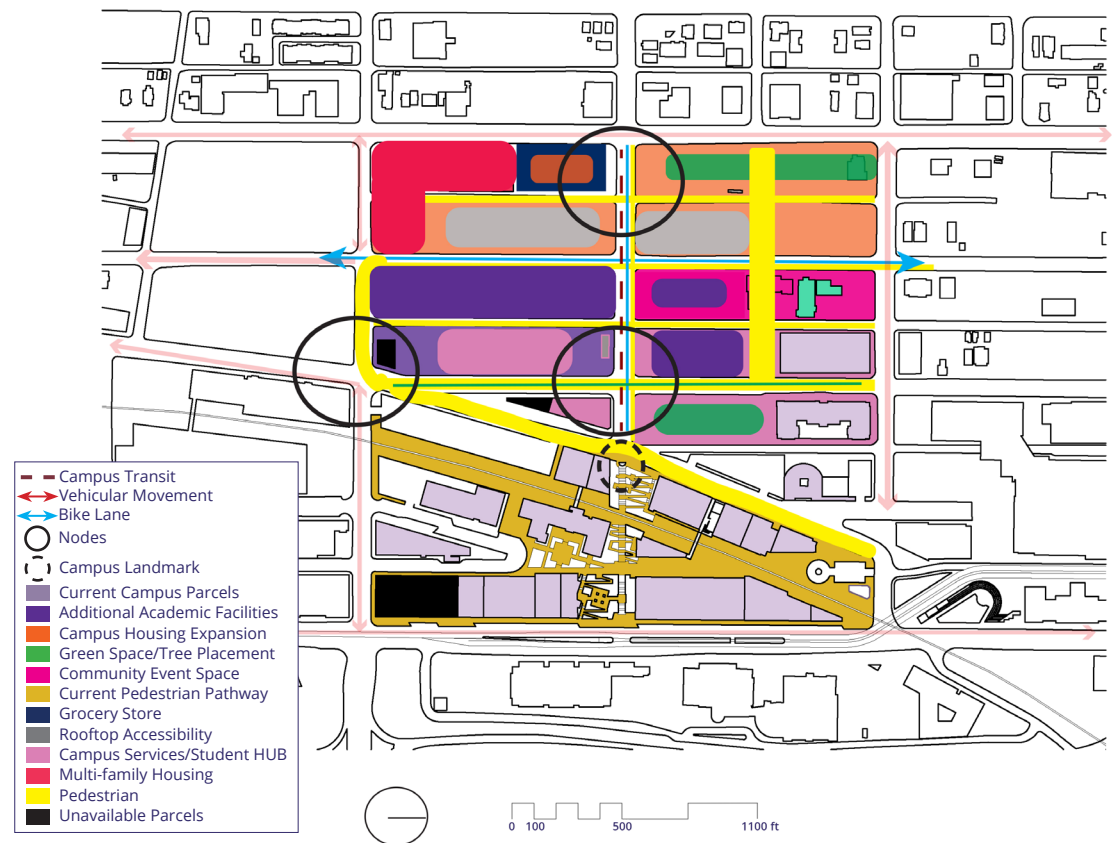 Campus Transit
Vehicular Movement
Bike Lane
Nodes
Campus Landmark
Current Campus Parcels
Additional Academic Facilities
Campus Housing Expansion
Green Space/Tree Placement
Community Event Space
Current Pedestrian Pathway
Grocery Store
Rooftop Accessibility
Campus Services/Student HUB
Multi-family Housing
Pedestrian
Unavailable Parcels
0 100 500 1100 ft